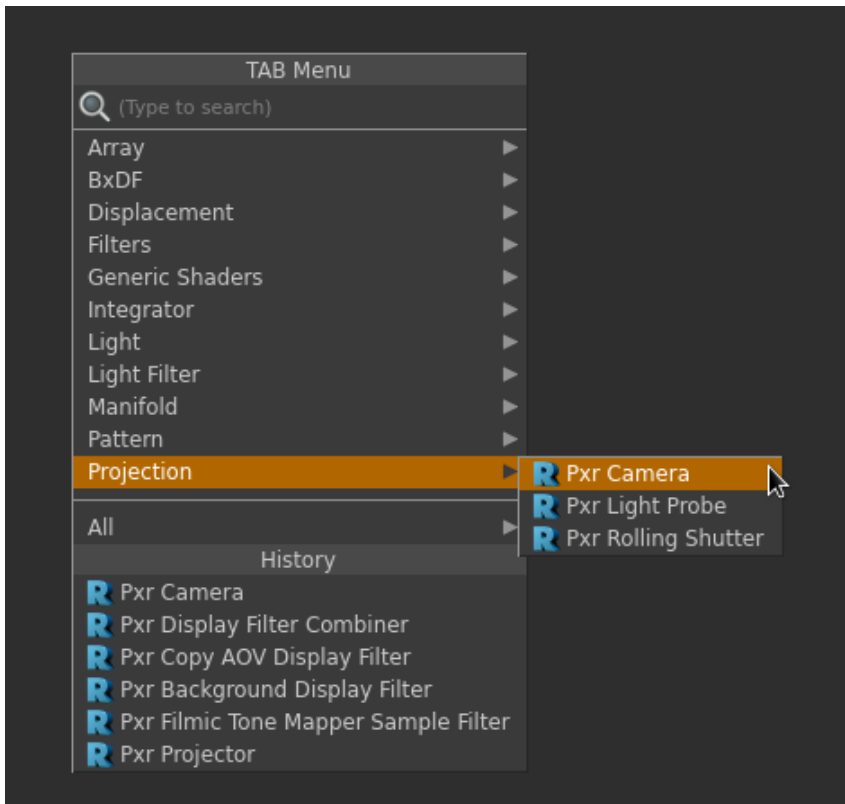 TAB Menu
(Type to search)
Array
BxDF
Displacement
Filters
Generic Shaders
Integrator
Light
Light Filter
Manifold
Pattern
Projection
Pxr Camera
Pxr Light Probe
Pxr Rolling Shutter
All
History
Pxr Camera
Pxr Display Filter Combiner
Pxr Copy AOV Display Filter
Pxr Background Display Filter
Pxr Filmic Tone Mapper Sample Filter
Pxr Projector